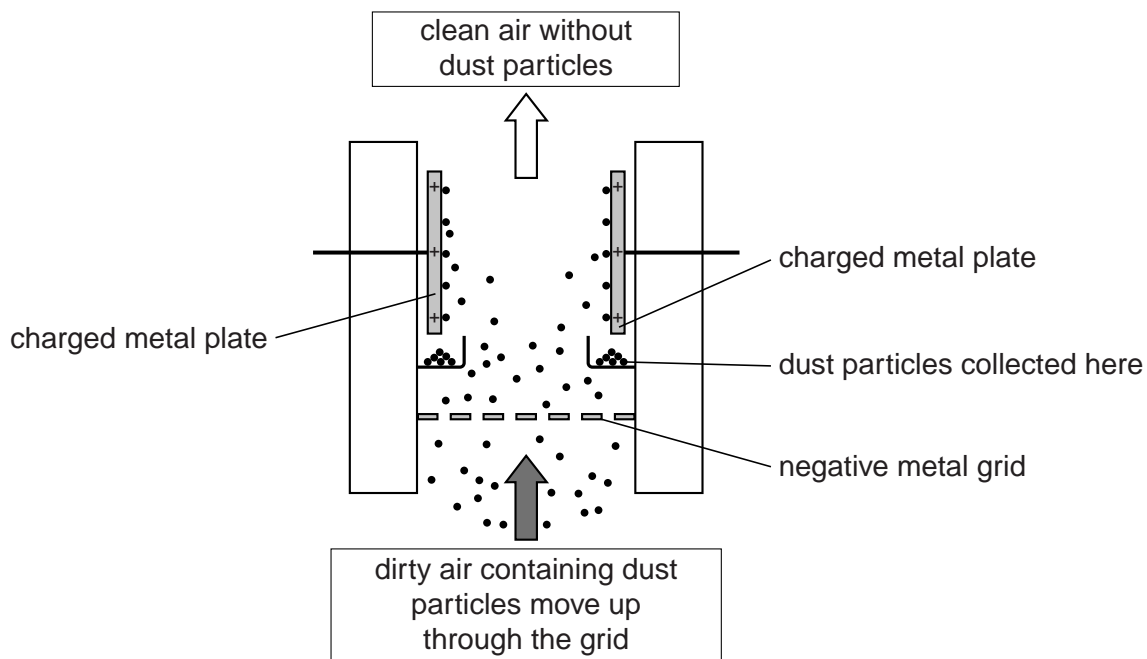 clean air without
dust particles
+ +
+ +
charged metal plate
+ +
charged metal plate
dust particles collected here
negative metal grid
dirty air containing dust
particles move up
through the grid